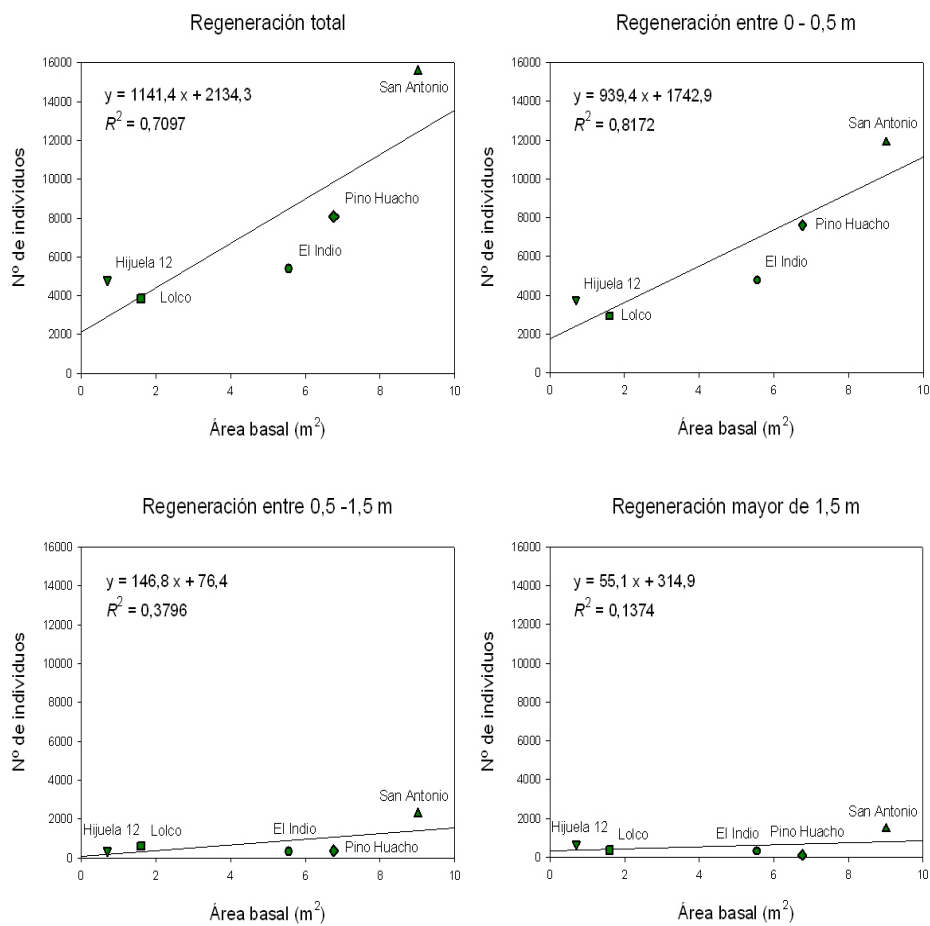 Regeneración total
16000
14000
12000
10000
8000
6000
4000
2000
0
0 2 4 6 8 10
Nº de individuos
Área basal (m²)
y = 1141,4 x + 2134,3
R² = 0,7097
San Antonio
Pino Huacho
El Indio
Hijuela 12
Lolco
Regeneración entre 0 - 0,5 m
16000
14000
12000
10000
8000
6000
4000
2000
0
0 2 4 6 8 10
Nº de individuos
Área basal (m²)
y = 939,4 x + 1742,9
R² = 0,8172
San Antonio
Pino Huacho
El Indio
Hijuela 12
Lolco
Regeneración entre 0,5 -1,5 m
16000
14000
12000
10000
8000
6000
4000
2000
0
0 2 4 6 8 10
Nº de individuos
Área basal (m²)
y = 146,8 x + 76,4
R² = 0,3796
San Antonio
Hijuela 12
Lolco
El Indio
Pino Huacho
Regeneración mayor de 1,5 m
16000
14000
12000
10000
8000
6000
4000
2000
0
0 2 4 6 8 10
Nº de individuos
Área basal (m²)
y = 55,1 x + 314,9
R² = 0,1374
San Antonio
Hijuela 12
Lolco
El Indio
Pino Huacho